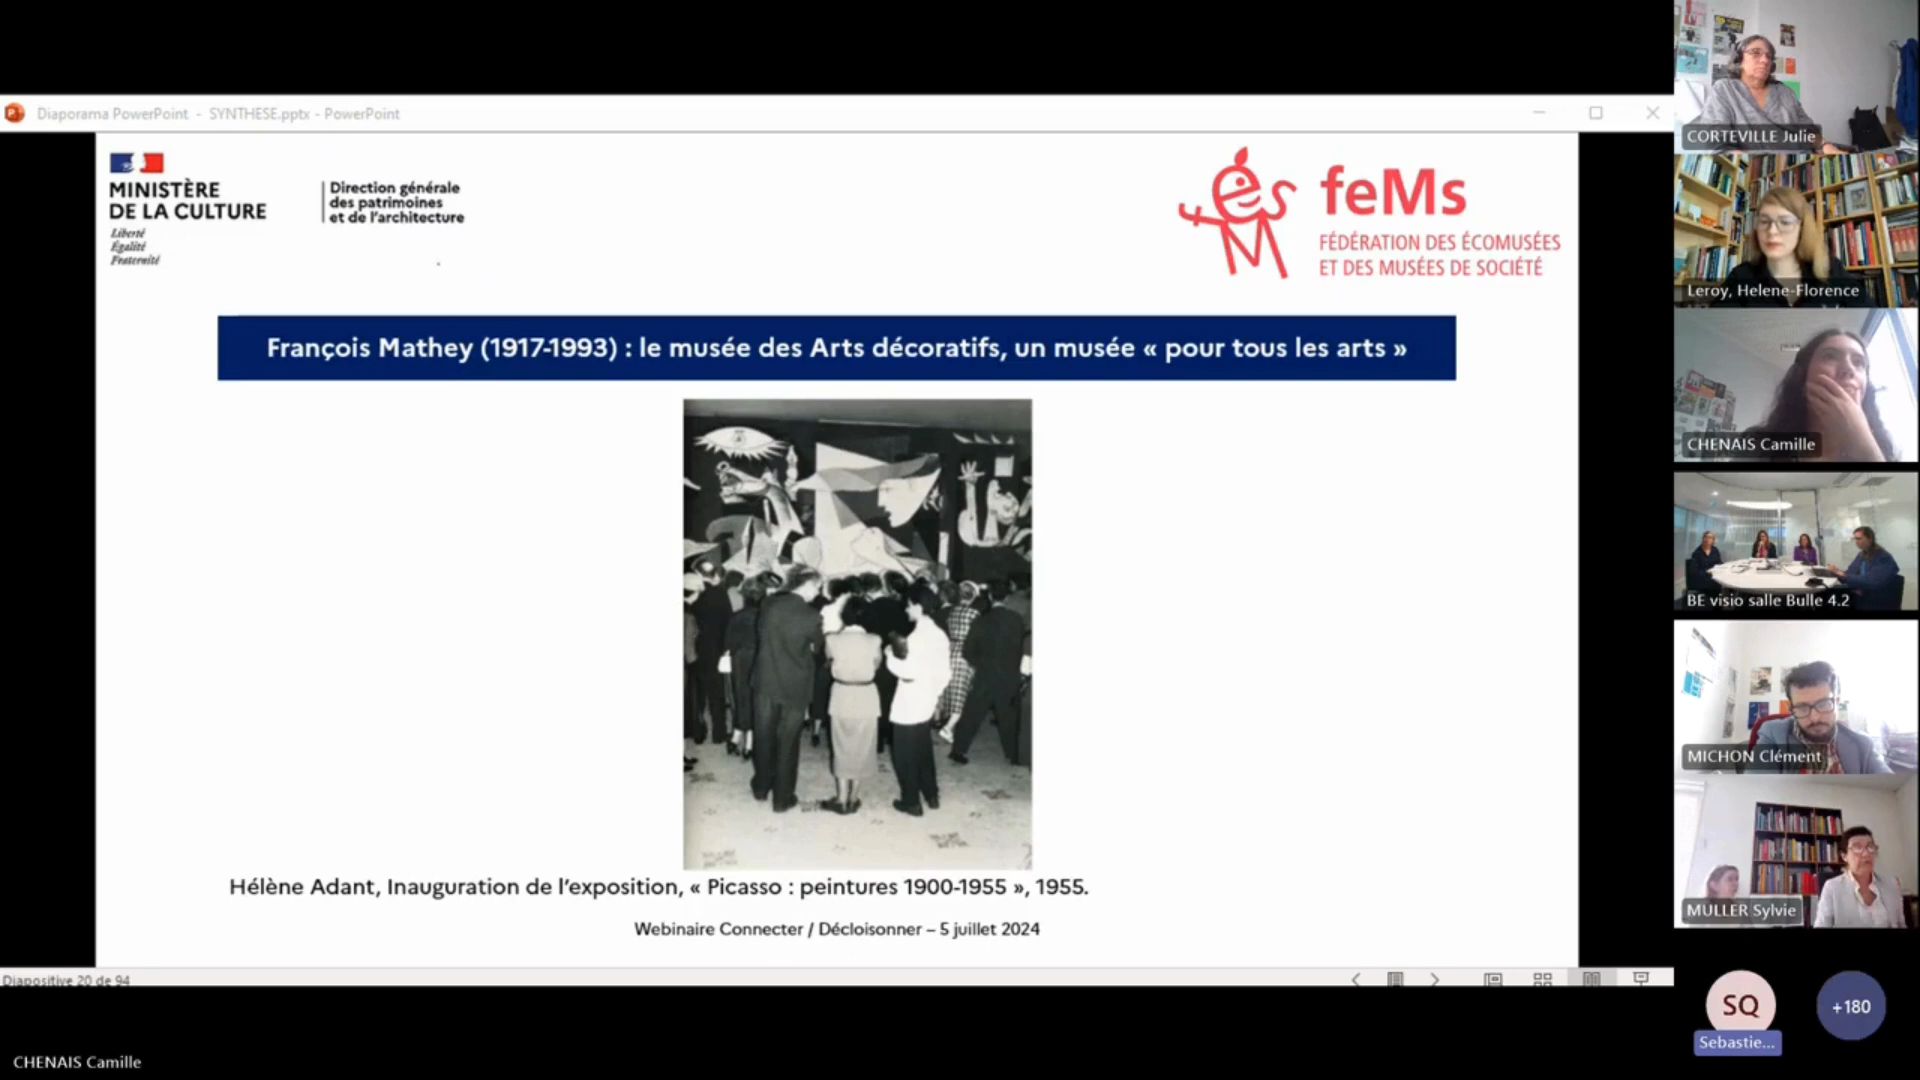 Diaporama PowerPoint - SYNTHESE.pptx - PowerPoint
MINISTÈRE
DE LA CULTURE
Liberté
Égalité
Fraternité
Direction générale
des patrimoines
et de l'architecture
feMs
FÉDÉRATION DES ÉCOMUSÉES
ET DES MUSÉES DE SOCIÉTÉ
François Mathey (1917-1993) : le musée des Arts décoratifs, un musée « pour tous les arts »
Hélène Adant, Inauguration de l'exposition, « Picasso : peintures 1900-1955 », 1955.
Webinaire Connecter / Décloisonner – 5 juillet 2024
Diapositive 20 de 94
CHENAIS Camille
CORTEVILLE Julie
Leroy, Helene-Florence
CHENAIS Camille
BE visio salle Bulle 4.2
MICHON Clément
MULLER Sylvie
SQ
Sebastie...
+180